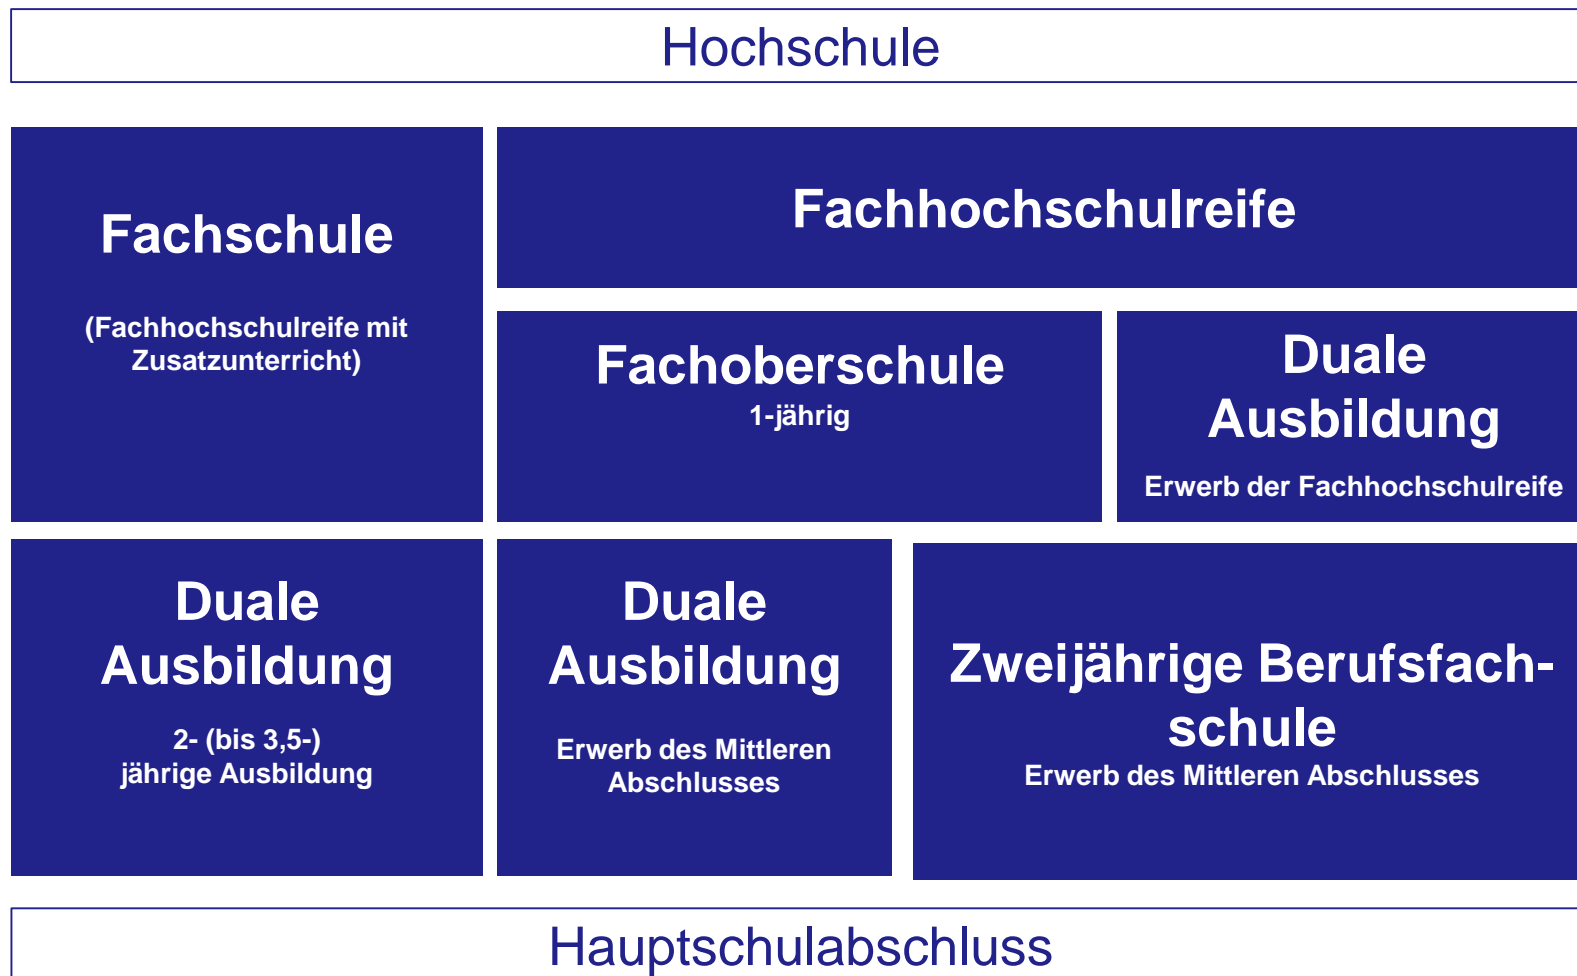 Hochschule
Fachschule
(Fachhochschulreife mit
Zusatzunterricht)
Fachhochschulreife
Fachoberschule
1-jährig
Duale
Ausbildung
Erwerb der Fachhochschulreife
Duale
Ausbildung
2- (bis 3,5-)
jährige Ausbildung
Duale
Ausbildung
Erwerb des Mittleren
Abschlusses
Zweijährige Berufsfach-
schule
Erwerb des Mittleren Abschlusses
Hauptschulabschluss